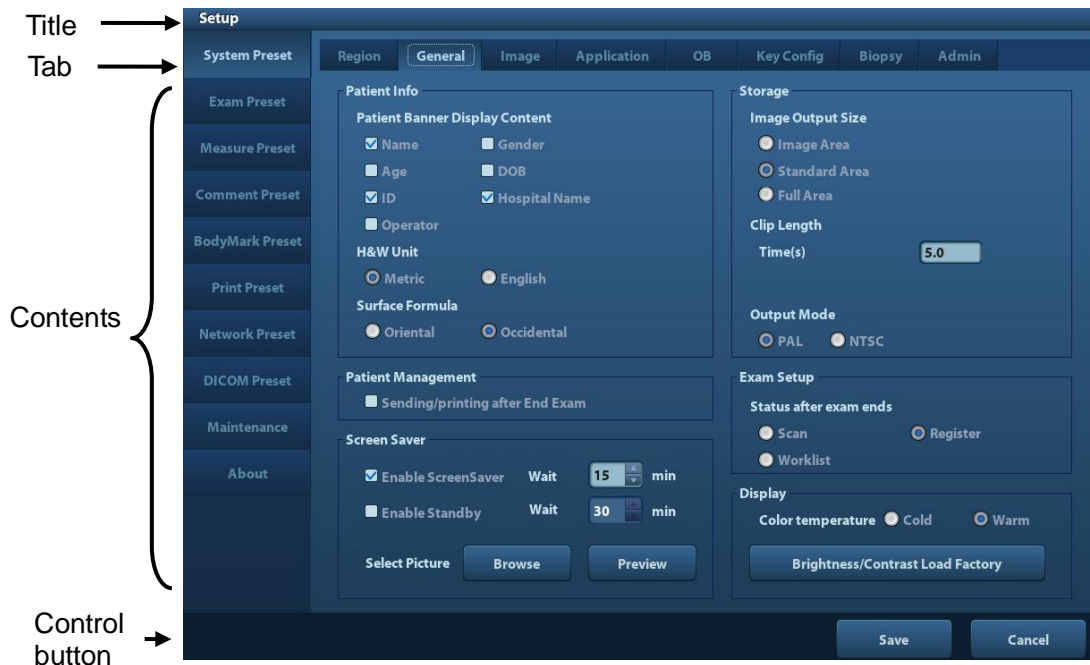 Title
Tab
Contents
Control
button
Setup
System Preset
Exam Preset
Measure Preset
Comment Preset
BodyMark Preset
Print Preset
Network Preset
DICOM Preset
Maintenance
About
Region General Image Application OB Key Config Biopsy Admin
Patient Info
Patient Banner Display Content
Name Gender
Age DOB
ID Hospital Name
Operator
H&W Unit
Metric English
Surface Formula
Oriental Occidental
Patient Management
Sending/printing after End Exam
Screen Saver
Enable ScreenSaver Wait 15 min
Enable Standby Wait 30 min
Select Picture Browse Preview
Storage
Image Output Size
Image Area
Standard Area
Full Area
Clip Length
Time(s) 5.0
Output Mode
PAL NTSC
Exam Setup
Status after exam ends
Scan Register
Worklist
Display
Color temperature Cold Warm
Brightness/Contrast Load Factory
Save Cancel